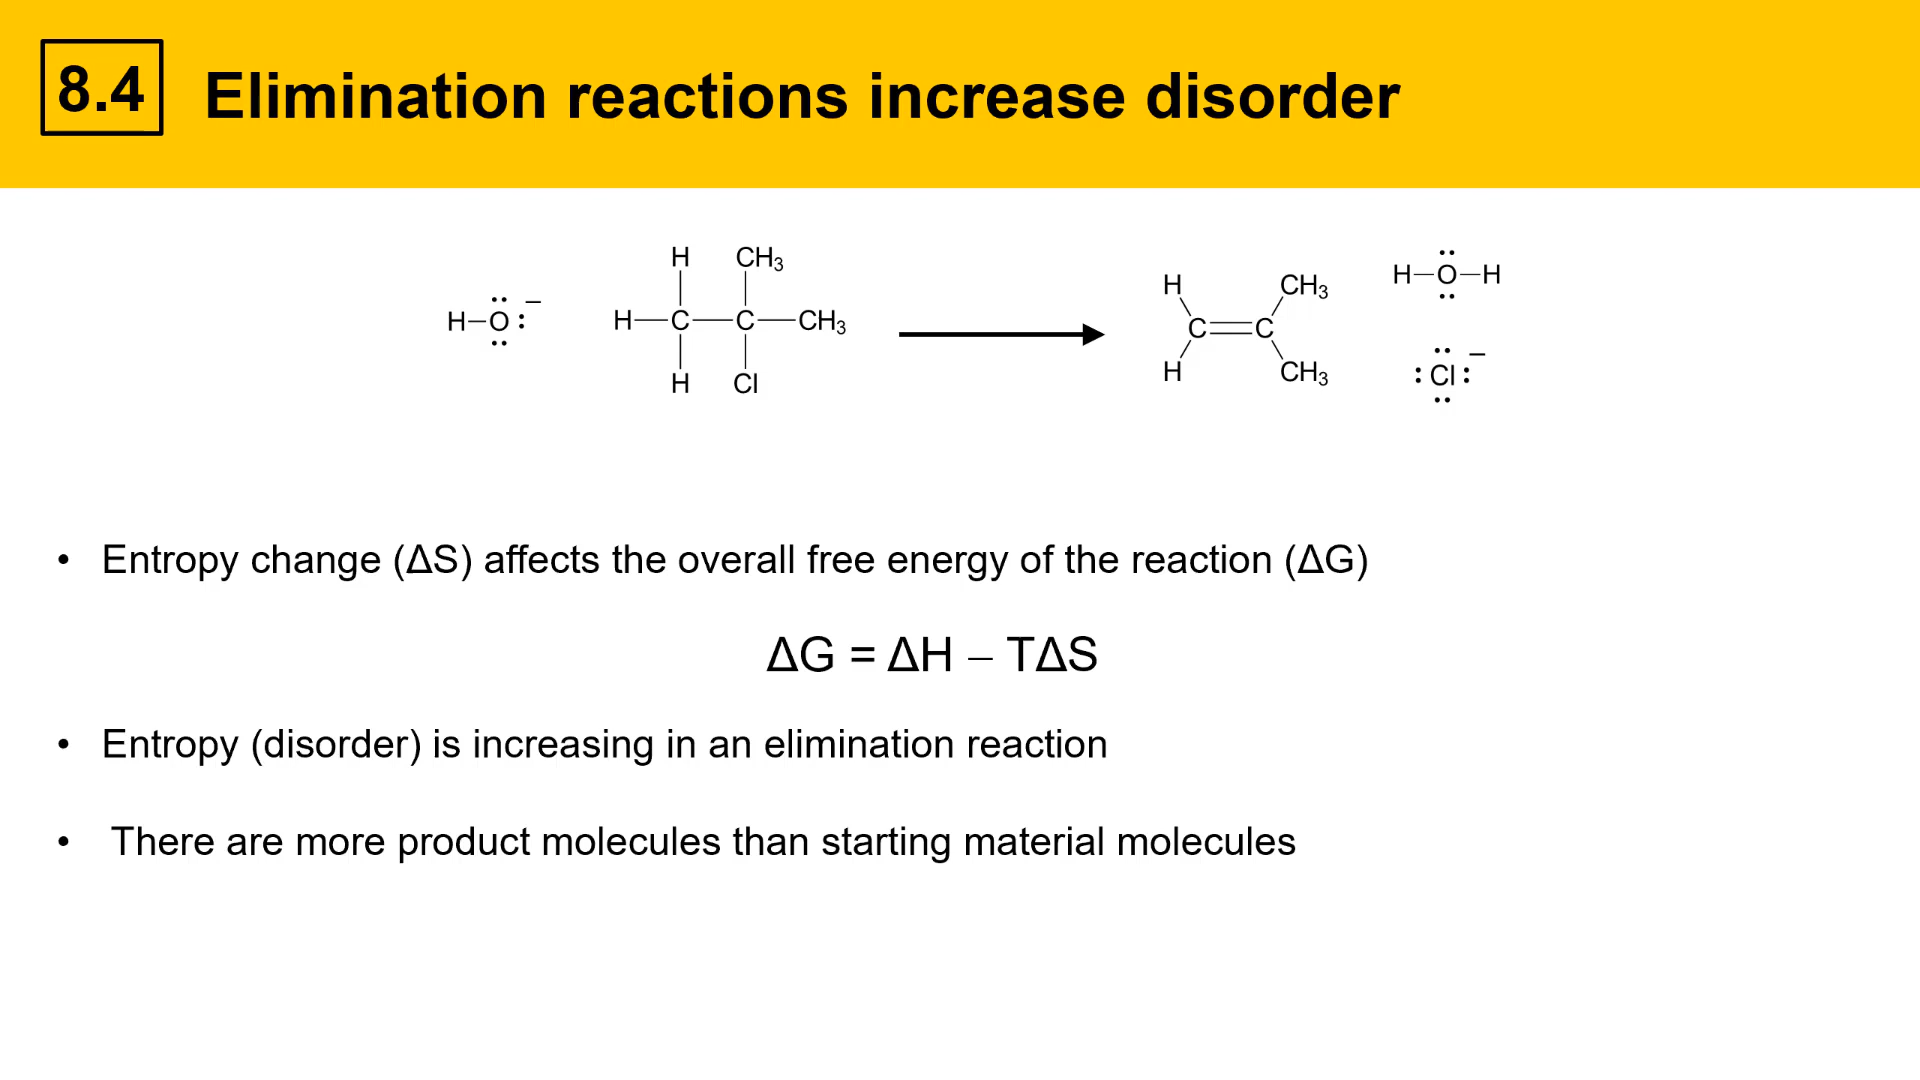 8.4 Elimination reactions increase disorder
H CH₃ H CH₃ H–O–H
H–O:⁻ H–C–C–CH₃ C=C
H Cl H CH₃ :Cl:⁻
• Entropy change (ΔS) affects the overall free energy of the reaction (ΔG)
ΔG = ΔH – TΔS
• Entropy (disorder) is increasing in an elimination reaction
• There are more product molecules than starting material molecules